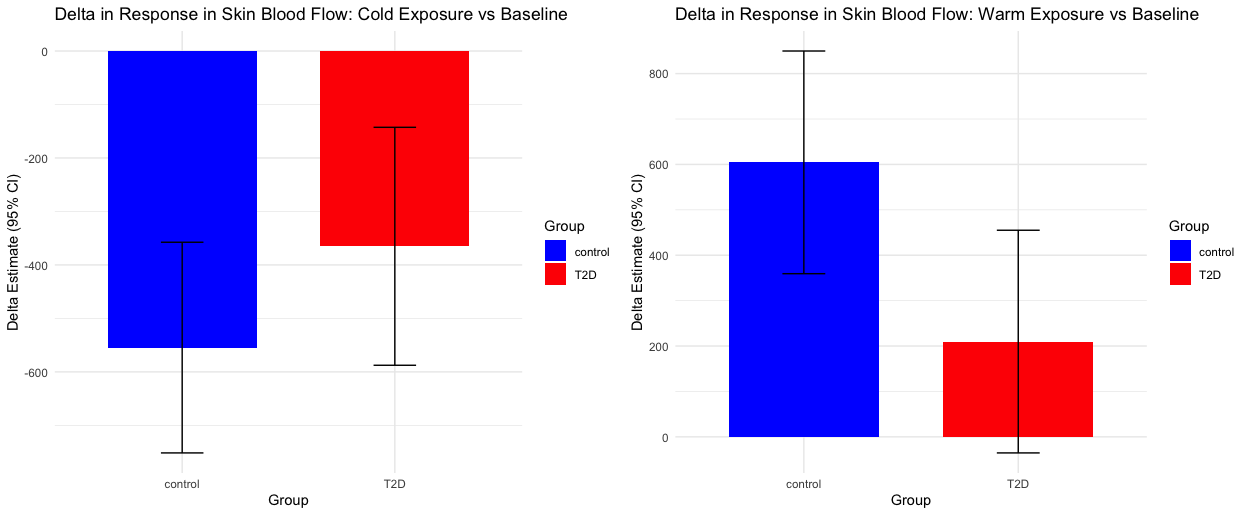 Delta in Response in Skin Blood Flow: Cold Exposure vs Baseline
Delta Estimate (95% CI)
0
-200
-400
-600
control
T2D
Group
Group
control
T2D
Delta in Response in Skin Blood Flow: Warm Exposure vs Baseline
Delta Estimate (95% CI)
800
600
400
200
0
control
T2D
Group
Group
control
T2D